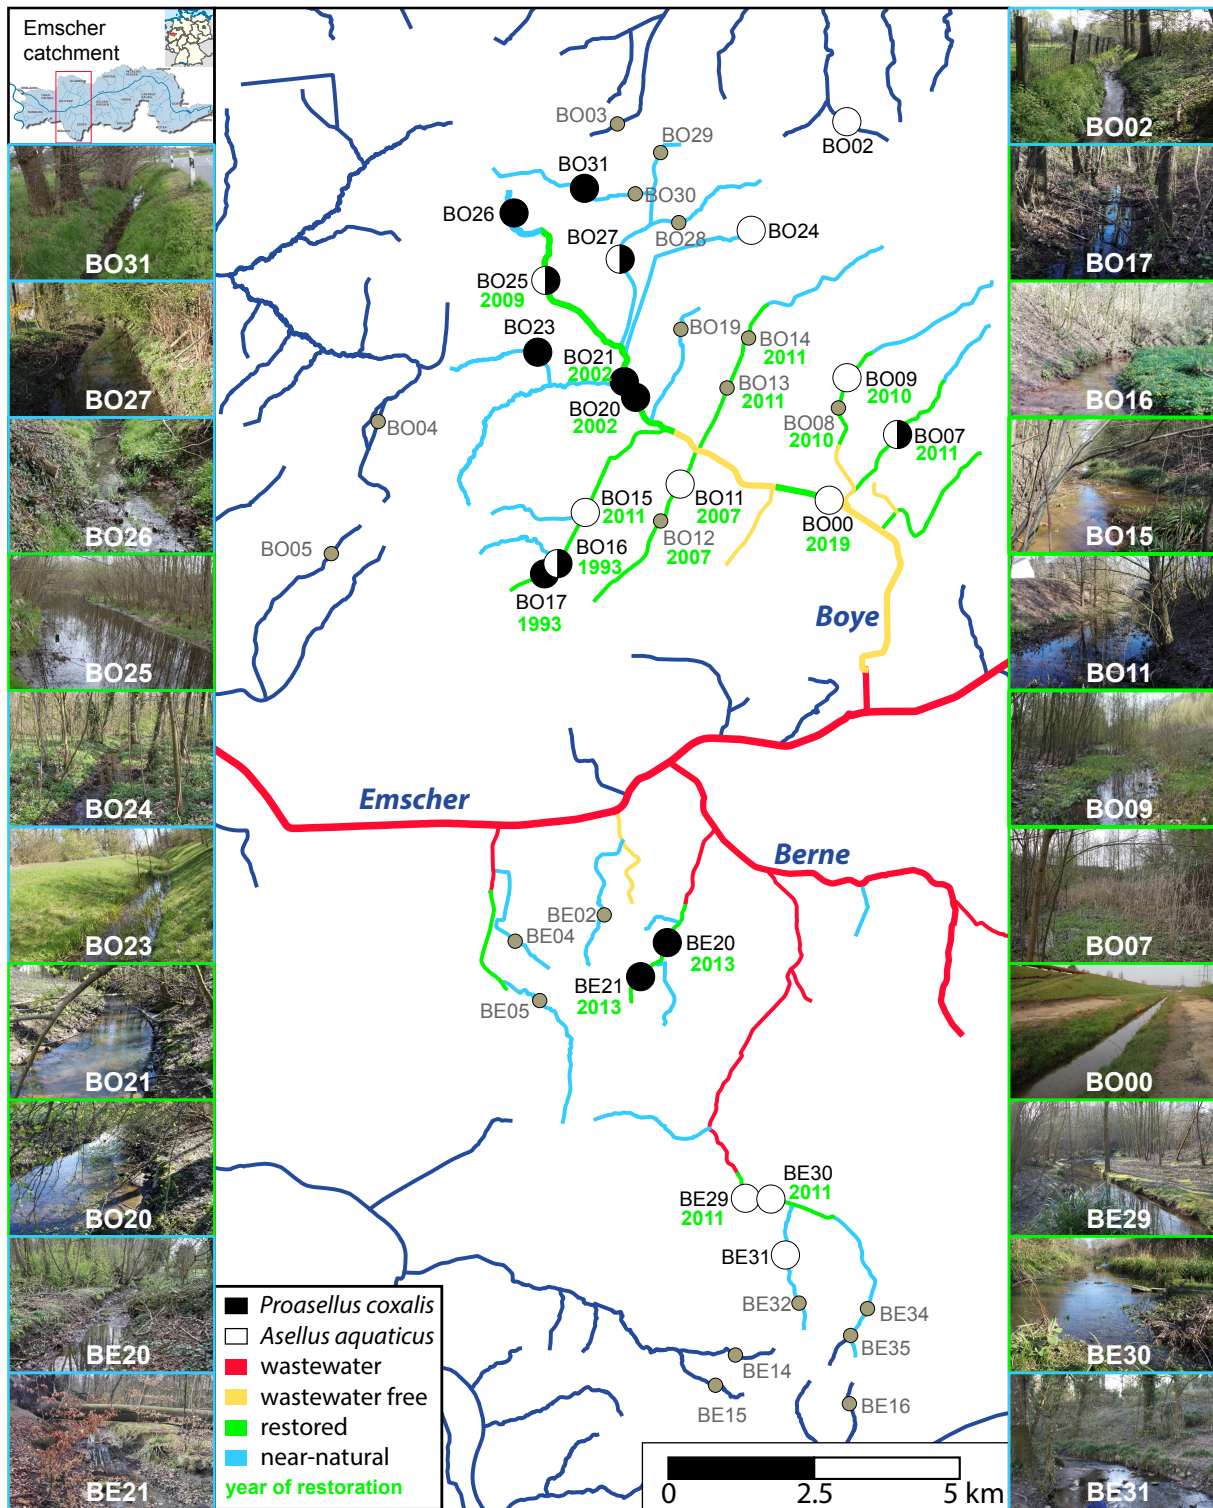 Emscher
catchment
BO31
BO27
BO26
BO25
BO24
BO23
BO21
BO20
BE20
BE21
BO03
BO29
BO02
BO31
BO30
BO26
BO28
BO24
BO27
BO25
2009
BO23
BO21
2002
BO20
2002
BO19
BO14
2011
BO13
2011
BO09
2010
BO08
2010
BO07
2011
BO04
BO15
2011
BO11
2007
BO12
2007
BO00
2019
BO05
BO16
1993
BO17
1993
Boye
Emscher
Berne
BE02
BE04
BE05
BE20
2013
BE21
2013
BE30
2011
BE29
2011
BE31
BE32
BE34
BE35
BE14
BE15
BE16
Proasellus coxalis
Asellus aquaticus
wastewater
wastewater free
restored
near-natural
year of restoration
0
2.5
5 km
BO02
BO17
BO16
BO15
BO11
BO09
BO07
BO00
BE29
BE30
BE31